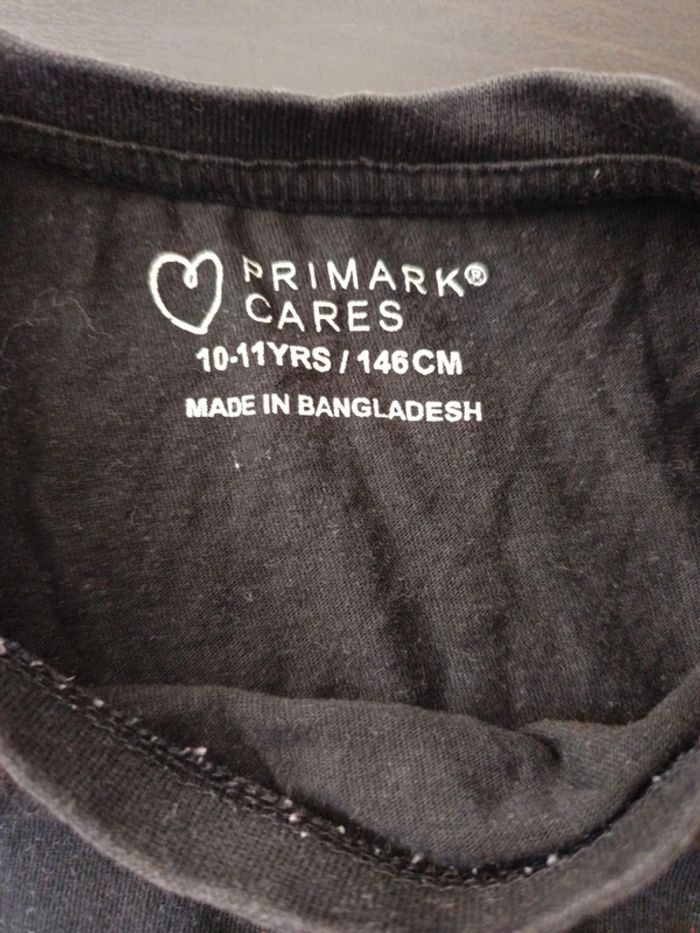 PRIMARK®
CARES
10-11YRS / 146CM
MADE IN BANGLADESH